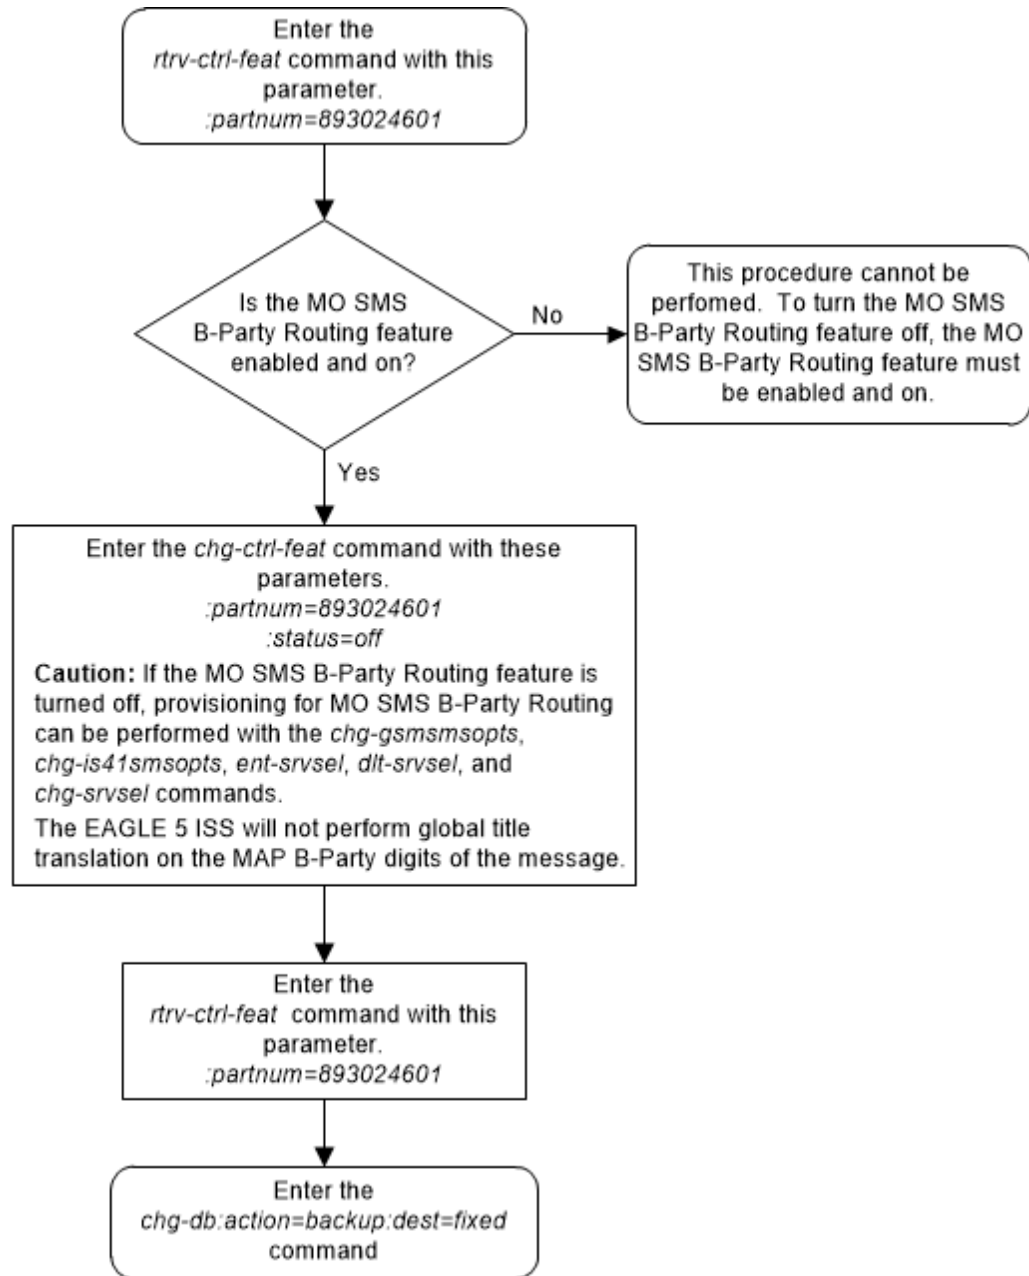 Enter the
rtrv-ctrl-feat command with this
parameter.
:partnum=893024601
Is the MO SMS
B-Party Routing feature
enabled and on?
No
This procedure cannot be
perfomed. To turn the MO SMS
B-Party Routing feature off, the MO
SMS B-Party Routing feature must
be enabled and on.
Yes
Enter the chg-ctrl-feat command with these
parameters.
:partnum=893024601
:status=off
Caution: If the MO SMS B-Party Routing feature is
turned off, provisioning for MO SMS B-Party Routing
can be performed with the chg-gsmsmsopts,
chg-is41smsopts, ent-srvsel, dlt-srvsel, and
chg-srvsel commands.
The EAGLE 5 ISS will not perform global title
translation on the MAP B-Party digits of the message.
Enter the
rtrv-ctrl-feat command with this
parameter.
:partnum=893024601
Enter the
chg-db:action=backup:dest=fixed
command